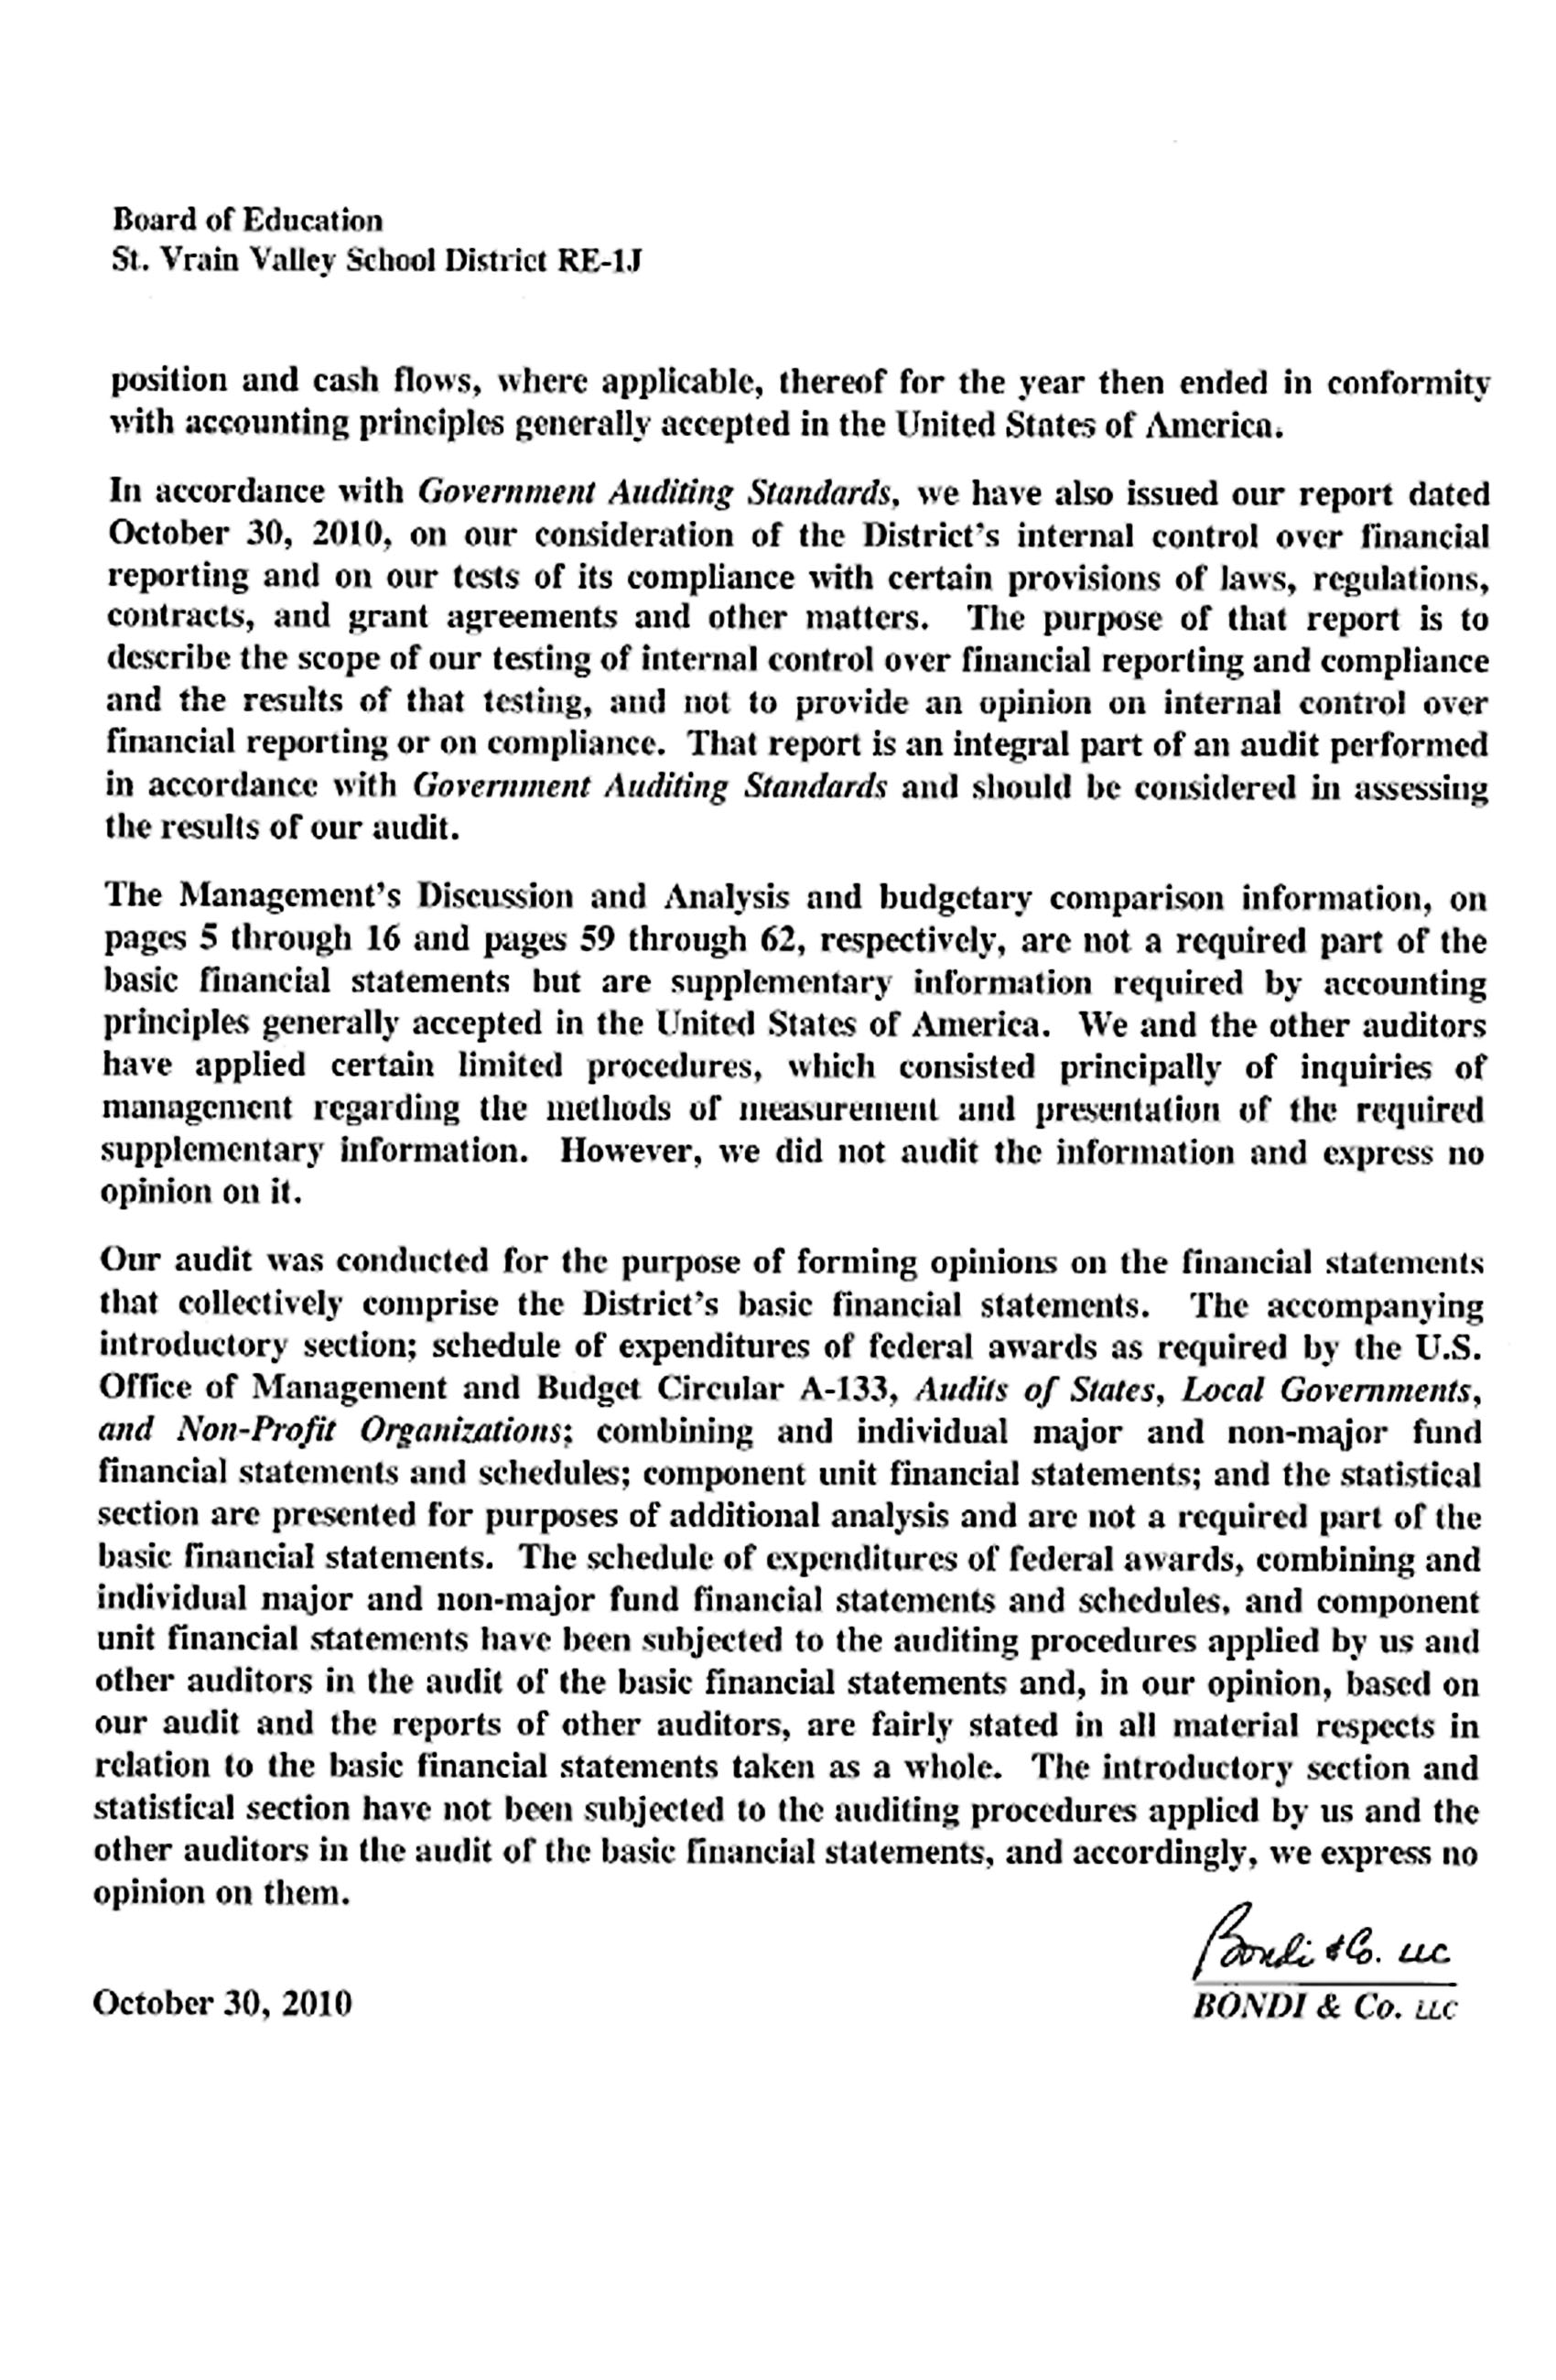 Board of Education
St. Vrain Valley School District RE-1J
position and cash flows, where applicable, thereof for the year then ended in conformity
with accounting principles generally accepted in the United States of America.
In accordance with Government Auditing Standards, we have also issued our report dated
October 30, 2010, on our consideration of the District's internal control over financial
reporting and on our tests of its compliance with certain provisions of laws, regulations,
contracts, and grant agreements and other matters. The purpose of that report is to
describe the scope of our testing of internal control over financial reporting and compliance
and the results of that testing, and not to provide an opinion on internal control over
financial reporting or on compliance. That report is an integral part of an audit performed
in accordance with Government Auditing Standards and should be considered in assessing
the results of our audit.
The Management's Discussion and Analysis and budgetary comparison information, on
pages 5 through 16 and pages 59 through 62, respectively, are not a required part of the
basic financial statements but are supplementary information required by accounting
principles generally accepted in the United States of America. We and the other auditors
have applied certain limited procedures, which consisted principally of inquiries of
management regarding the methods of measurement and presentation of the required
supplementary information. However, we did not audit the information and express no
opinion on it.
Our audit was conducted for the purpose of forming opinions on the financial statements
that collectively comprise the District's basic financial statements. The accompanying
introductory section; schedule of expenditures of federal awards as required by the U.S.
Office of Management and Budget Circular A-133, Audits of States, Local Governments,
and Non-Profit Organizations; combining and individual major and non-major fund
financial statements and schedules; component unit financial statements; and the statistical
section are presented for purposes of additional analysis and are not a required part of the
basic financial statements. The schedule of expenditures of federal awards, combining and
individual major and non-major fund financial statements and schedules, and component
unit financial statements have been subjected to the auditing procedures applied by us and
other auditors in the audit of the basic financial statements and, in our opinion, based on
our audit and the reports of other auditors, are fairly stated in all material respects in
relation to the basic financial statements taken as a whole. The introductory section and
statistical section have not been subjected to the auditing procedures applied by us and the
other auditors in the audit of the basic financial statements, and accordingly, we express no
opinion on them.
Bondi & Co. LLC
October 30, 2010
BONDI & Co. LLC